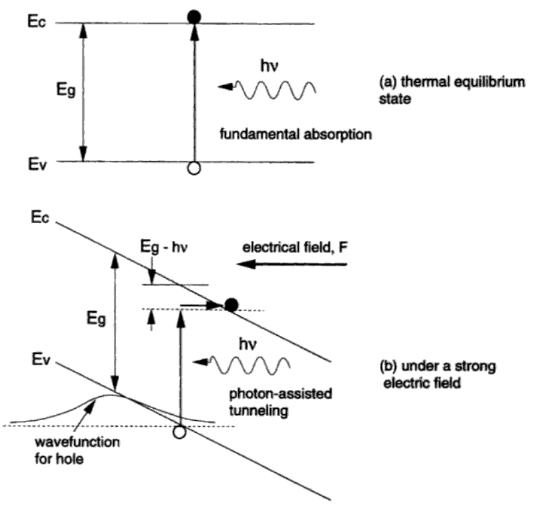 Ec
hν
Eg
(a) thermal equilibrium
state
fundamental absorption
Ev
Ec
Eg - hν
electrical field, F
Eg
hν
Ev
(b) under a strong
electric field
photon-assisted
tunneling
wavefunction
for hole